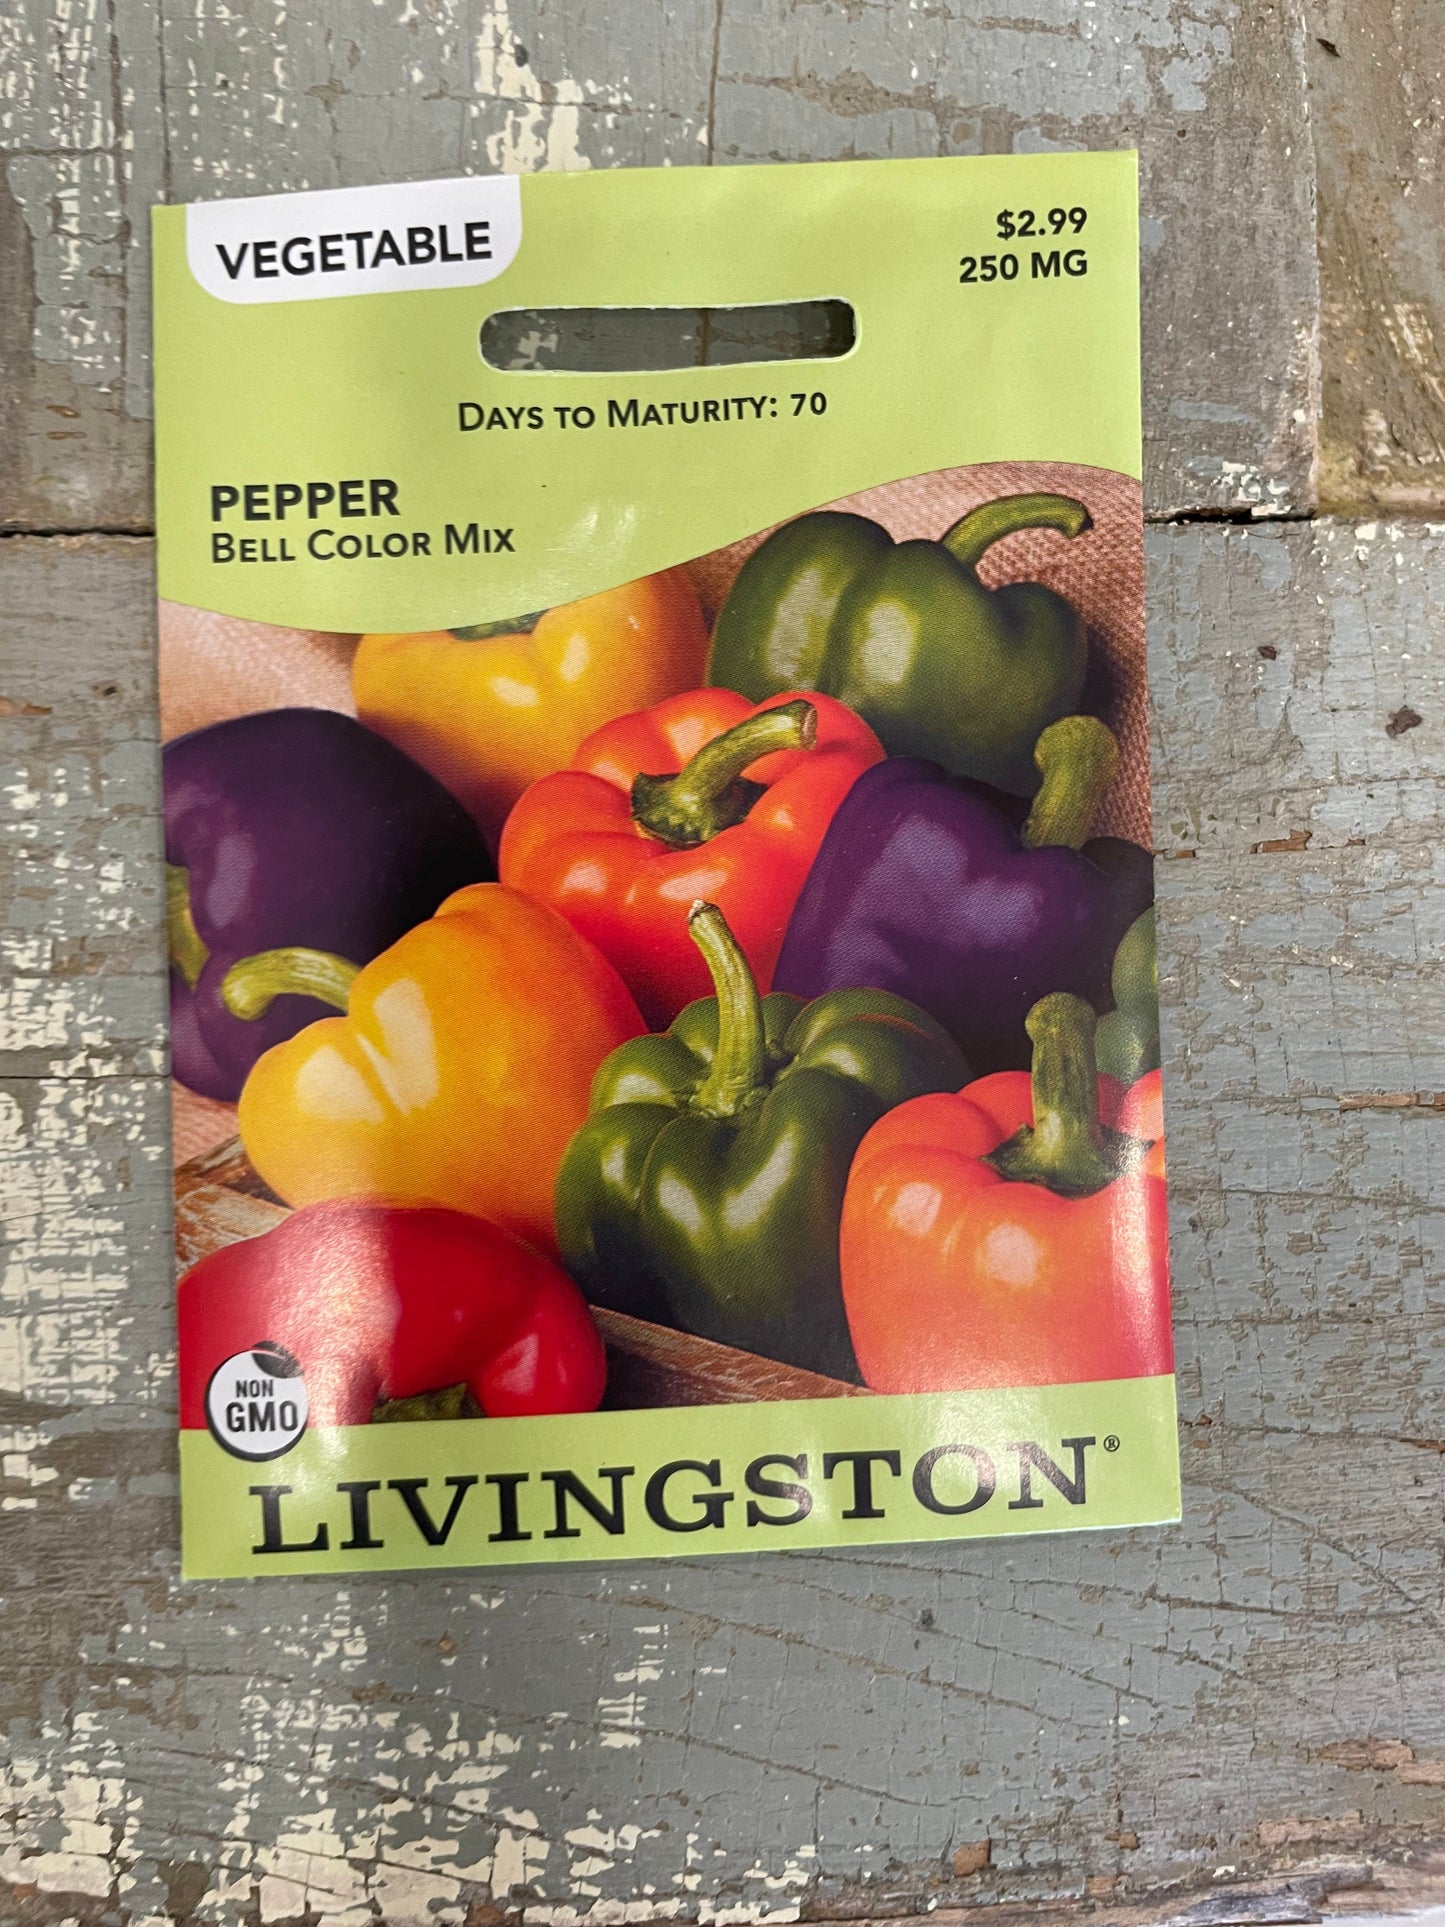 VEGETABLE
$2.99
250 MG
DAYS TO MATURITY: 70
PEPPER
BELL COLOR MIX
NON
GMO
LIVINGSTON®